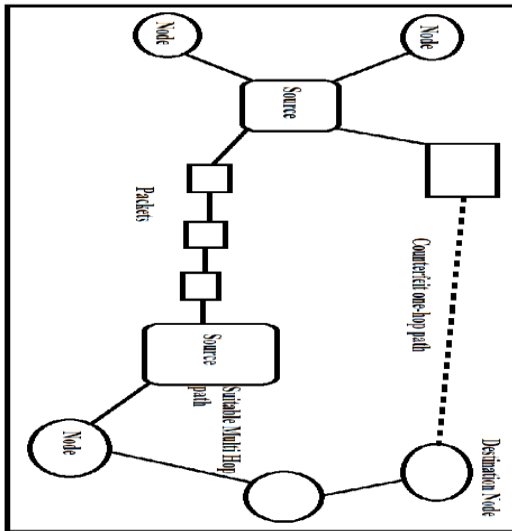 Node
Node
Source
Packets
Counterfeit one-hop path
Source
Suitable Multi Hop
path
Node
Destination Node